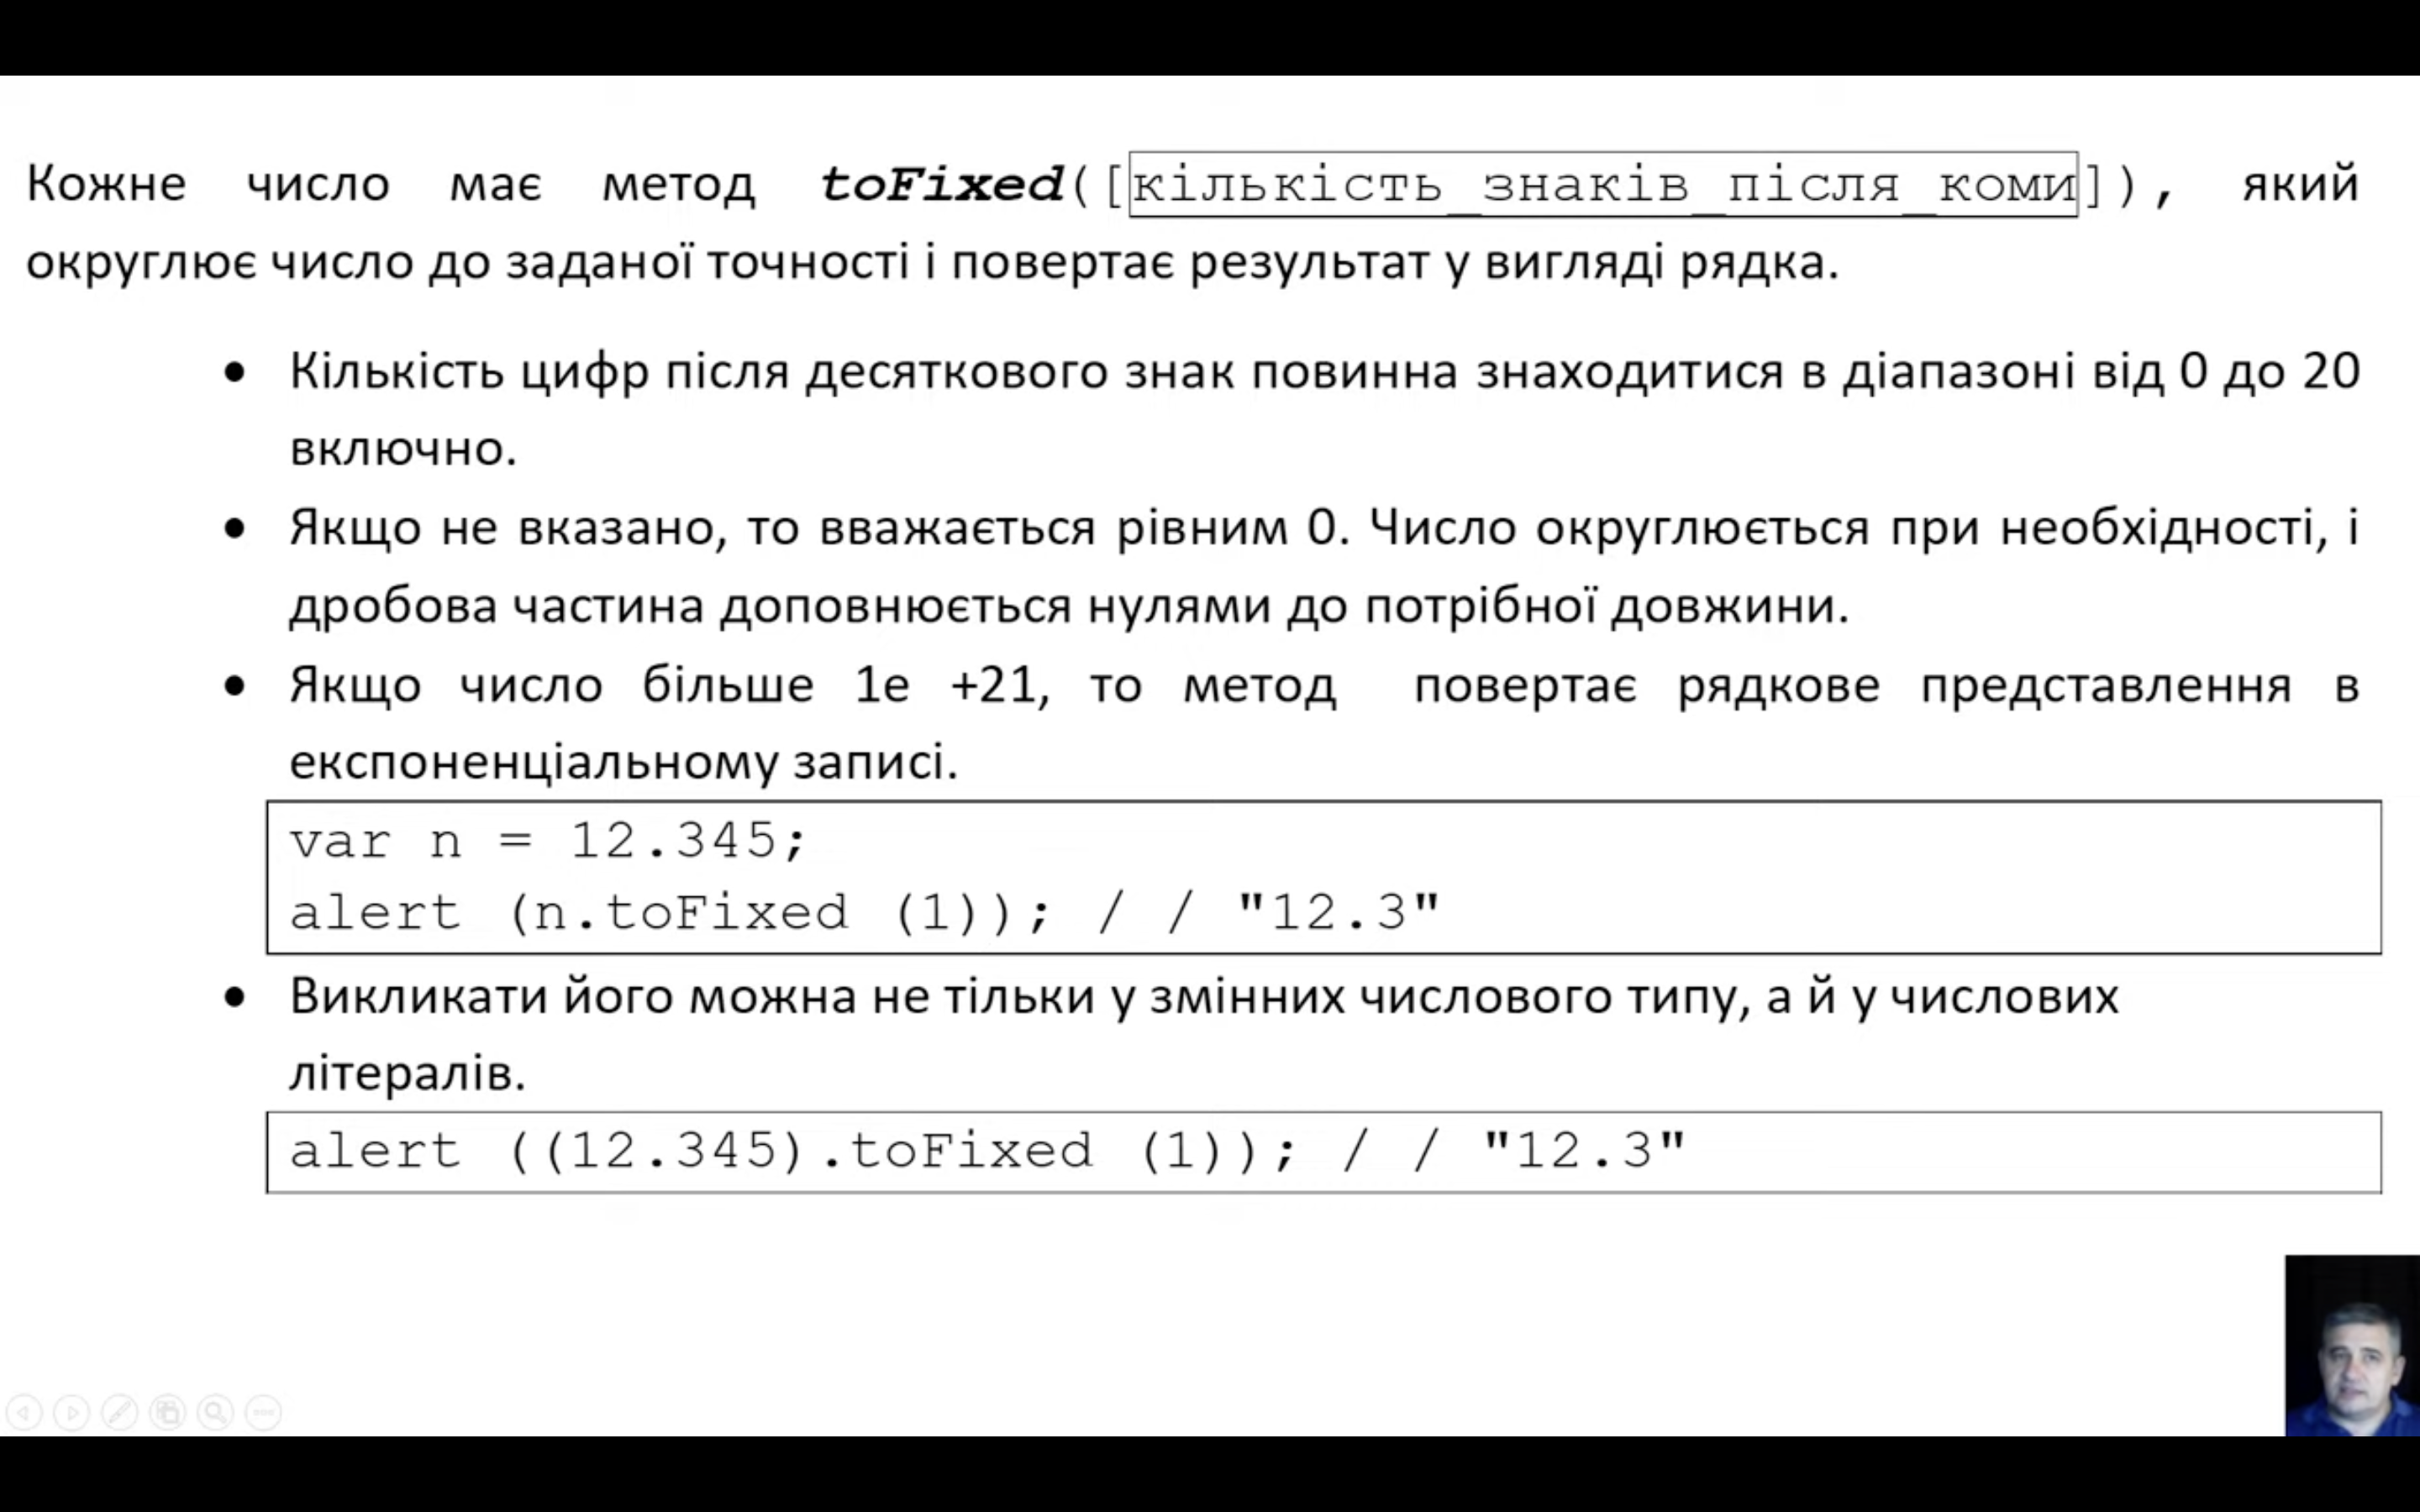 Кожне число має метод toFixed([кількість_знаків_після_коми]), який
округлює число до заданої точності і повертає результат у вигляді рядка.
• Кількість цифр після десяткового знак повинна знаходитися в діапазоні від 0 до 20
включно.
• Якщо не вказано, то вважається рівним 0. Число округлюється при необхідності, і
дробова частина доповнюється нулями до потрібної довжини.
• Якщо число більше 1e +21, то метод повертає рядкове представлення в
експоненціальному записі.
var n = 12.345;
alert (n.toFixed (1)); / / "12.3"
• Викликати його можна не тільки у змінних числового типу, а й у числових
літералів.
alert ((12.345).toFixed (1)); / / "12.3"